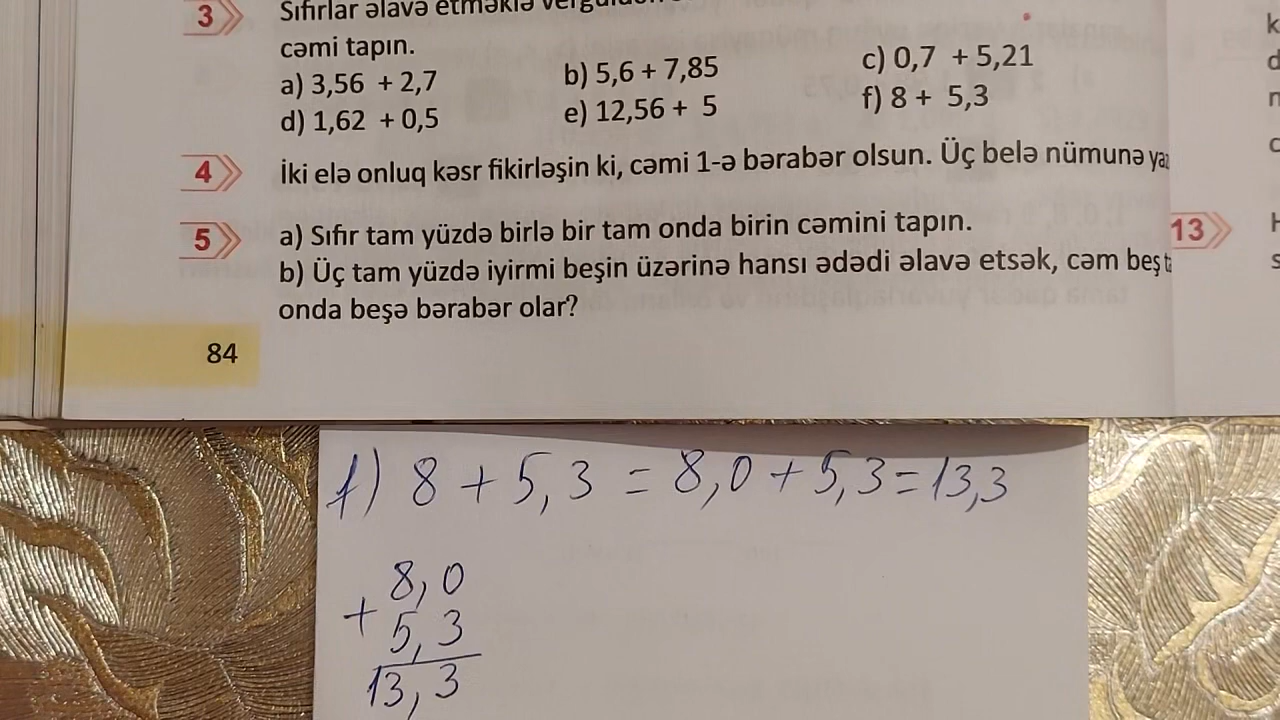 3 Sıfırlar əlavə etməklə
cəmi tapın.
a) 3,56 + 2,7 b) 5,6 + 7,85 c) 0,7 + 5,21
d) 1,62 + 0,5 e) 12,56 + 5 f) 8 + 5,3
4 İki elə onluq kəsr fikirləşin ki, cəmi 1-ə bərabər olsun. Üç belə nümunə
5 a) Sıfır tam yüzdə birlə bir tam onda birin cəmini tapın.
b) Üç tam yüzdə iyirmi beşin üzərinə hansı ədədi əlavə etsək, cəm beş
onda beşə bərabər olar?
84
13
f) 8 + 5,3 = 8,0 + 5,3 = 13,3
8,0
+
5,3
13,3